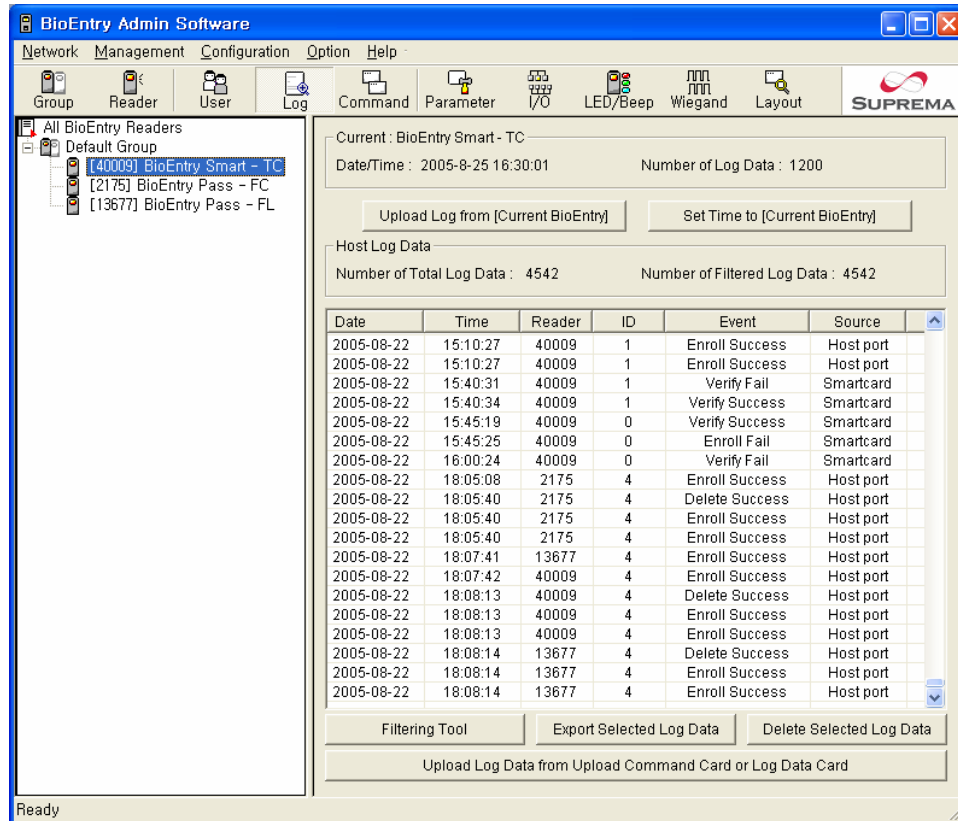 BioEntry Admin Software
Network Management Configuration Option Help
Group Reader User Log Command Parameter I/O LED/Beep Wiegand Layout SUPREMA
All BioEntry Readers
Default Group
[40009] BioEntry Smart - TC
[2175] BioEntry Pass - FC
[13677] BioEntry Pass - FL
Current : BioEntry Smart - TC
Date/Time : 2005-8-25 16:30:01 Number of Log Data : 1200
Upload Log from [Current BioEntry] Set Time to [Current BioEntry]
Host Log Data
Number of Total Log Data : 4542 Number of Filtered Log Data : 4542
Date Time Reader ID Event Source
2005-08-22 15:10:27 40009 1 Enroll Success Host port
2005-08-22 15:10:27 40009 1 Enroll Success Host port
2005-08-22 15:40:31 40009 1 Verify Fail Smartcard
2005-08-22 15:40:34 40009 1 Verify Success Smartcard
2005-08-22 15:45:19 40009 0 Verify Success Smartcard
2005-08-22 15:45:25 40009 0 Enroll Fail Smartcard
2005-08-22 16:00:24 40009 0 Verify Fail Smartcard
2005-08-22 18:05:08 2175 4 Enroll Success Host port
2005-08-22 18:05:40 2175 4 Delete Success Host port
2005-08-22 18:05:40 2175 4 Enroll Success Host port
2005-08-22 18:05:40 2175 4 Enroll Success Host port
2005-08-22 18:07:41 13677 4 Enroll Success Host port
2005-08-22 18:07:42 40009 4 Enroll Success Host port
2005-08-22 18:08:13 40009 4 Delete Success Host port
2005-08-22 18:08:13 40009 4 Enroll Success Host port
2005-08-22 18:08:13 40009 4 Enroll Success Host port
2005-08-22 18:08:14 13677 4 Delete Success Host port
2005-08-22 18:08:14 13677 4 Enroll Success Host port
2005-08-22 18:08:14 13677 4 Enroll Success Host port
Filtering Tool Export Selected Log Data Delete Selected Log Data
Upload Log Data from Upload Command Card or Log Data Card
Ready